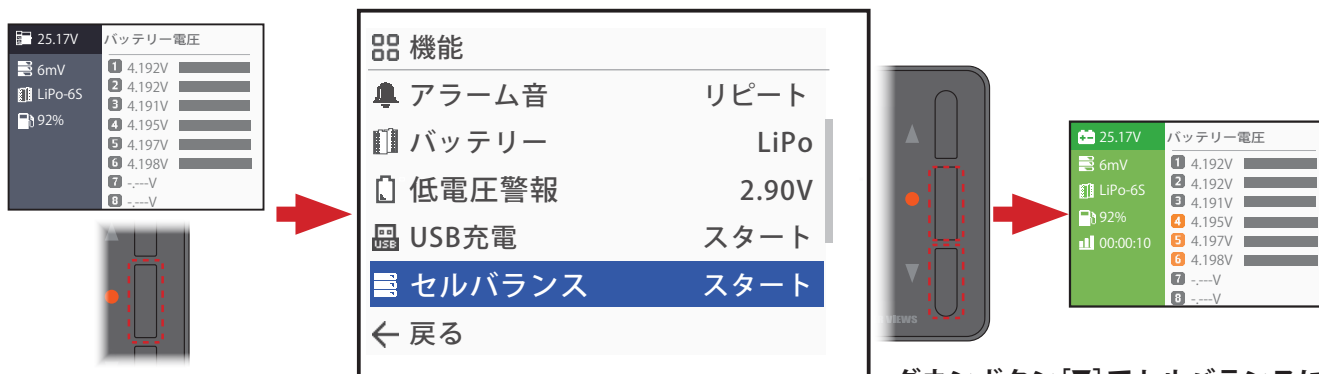 25.17V
6mV
LiPo-6S
92%
バッテリー電圧
1 4.192V
2 4.192V
3 4.191V
4 4.195V
5 4.197V
6 4.198V
7 -.---V
8 -.---V
機能
アラーム音 リピート
バッテリー LiPo
低電圧警報 2.90V
USB充電 スタート
セルバランス スタート
← 戻る
VIEWS
25.17V
6mV
LiPo-6S
92%
00:00:10
バッテリー電圧
1 4.192V
2 4.192V
3 4.191V
4 4.195V
5 4.197V
6 4.198V
7 -.---V
8 -.---V